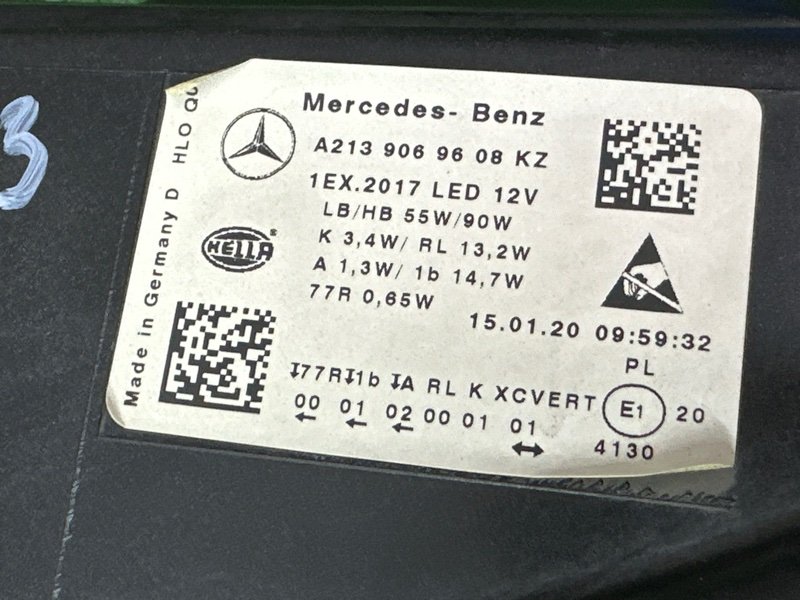 3
Mercedes- Benz
A213 906 96 08 KZ
1EX.2017 LED 12V
LB/HB 55W/90W
K 3,4W/ RL 13,2W
A 1,3W/ 1b 14,7W
77R 0,65W
15.01.20 09:59:32
PL
HELLA®
Made in Germany D HLO
77R 1b A RL K XCVERT
00 01 02 00 01 01
E1 20
4130